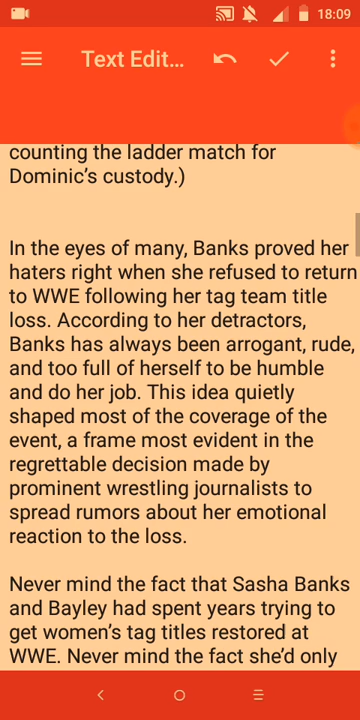 18:09
Text Edit...
counting the ladder match for
Dominic’s custody.)
In the eyes of many, Banks proved her
haters right when she refused to return
to WWE following her tag team title
loss. According to her detractors,
Banks has always been arrogant, rude,
and too full of herself to be humble
and do her job. This idea quietly
shaped most of the coverage of the
event, a frame most evident in the
regrettable decision made by
prominent wrestling journalists to
spread rumors about her emotional
reaction to the loss.
Never mind the fact that Sasha Banks
and Bayley had spent years trying to
get women’s tag titles restored at
WWE. Never mind the fact she’d only